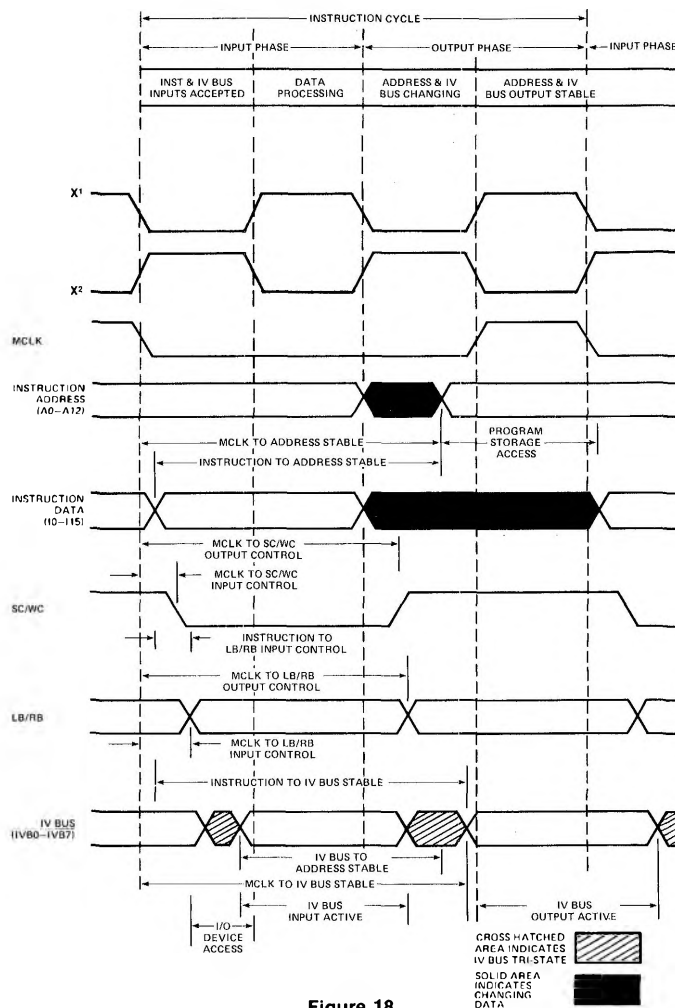 INSTRUCTION CYCLE
INPUT PHASE
OUTPUT PHASE
INPUT PHASE
INST & IV BUS
INPUTS ACCEPTED
DATA
PROCESSING
ADDRESS & IV
BUS CHANGING
ADDRESS & IV
BUS OUTPUT STABLE
X1
X2
MCLK
INSTRUCTION
ADDRESS
(A0–A12)
MCLK TO ADDRESS STABLE
PROGRAM
STORAGE
ACCESS
INSTRUCTION TO ADDRESS STABLE
INSTRUCTION
DATA
(I0–I15)
MCLK TO SC/WC
OUTPUT CONTROL
MCLK TO SC/WC
INPUT CONTROL
SC/WC
INSTRUCTION TO
LB/RB INPUT CONTROL
MCLK TO LB/RB
OUTPUT CONTROL
LB/RB
MCLK TO LB/RB
INPUT CONTROL
INSTRUCTION TO IV BUS STABLE
IV BUS
(IVB0–IVB7)
IV BUS TO
ADDRESS STABLE
MCLK TO IV BUS STABLE
IV BUS
INPUT ACTIVE
IV BUS
OUTPUT ACTIVE
I/O
DEVICE
ACCESS
CROSS HATCHED
AREA INDICATES
IV BUS TRI-STATE
SOLID AREA
INDICATES
CHANGING
DATA
Figure 18